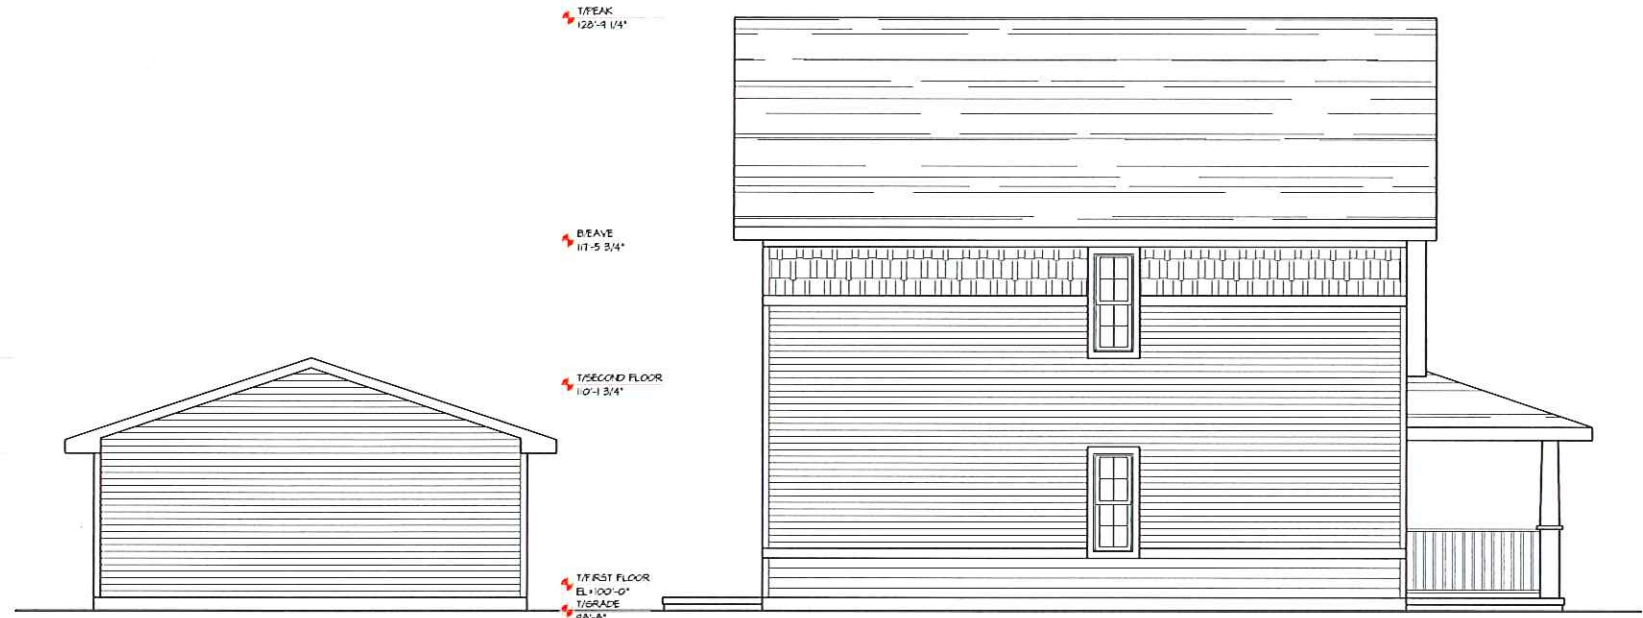 T/PEAK
128'-9 1/4"
B/EAVE
117'-5 3/4"
T/SECOND FLOOR
110'-1 3/4"
T/FIRST FLOOR
EL.=100'-0"
T/GRADE